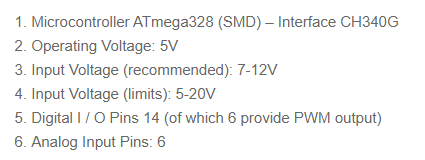 1. Microcontroller ATmega328 (SMD) – Interface CH340G
2. Operating Voltage: 5V
3. Input Voltage (recommended): 7-12V
4. Input Voltage (limits): 5-20V
5. Digital I / O Pins 14 (of which 6 provide PWM output)
6. Analog Input Pins: 6